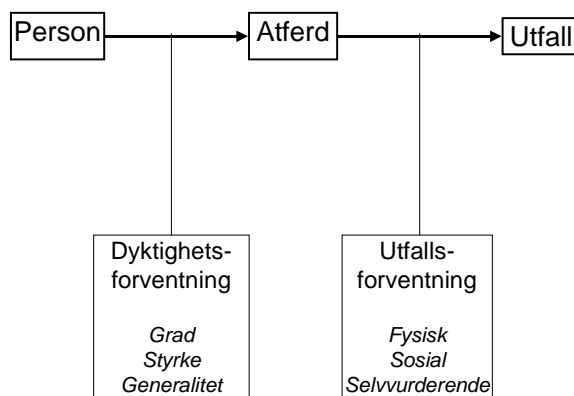 Person
Atferd
Utfall
Dyktighets-
forventning
Grad
Styrke
Generalitet
Utfalls-
forventning
Fysisk
Sosial
Selvvurderende